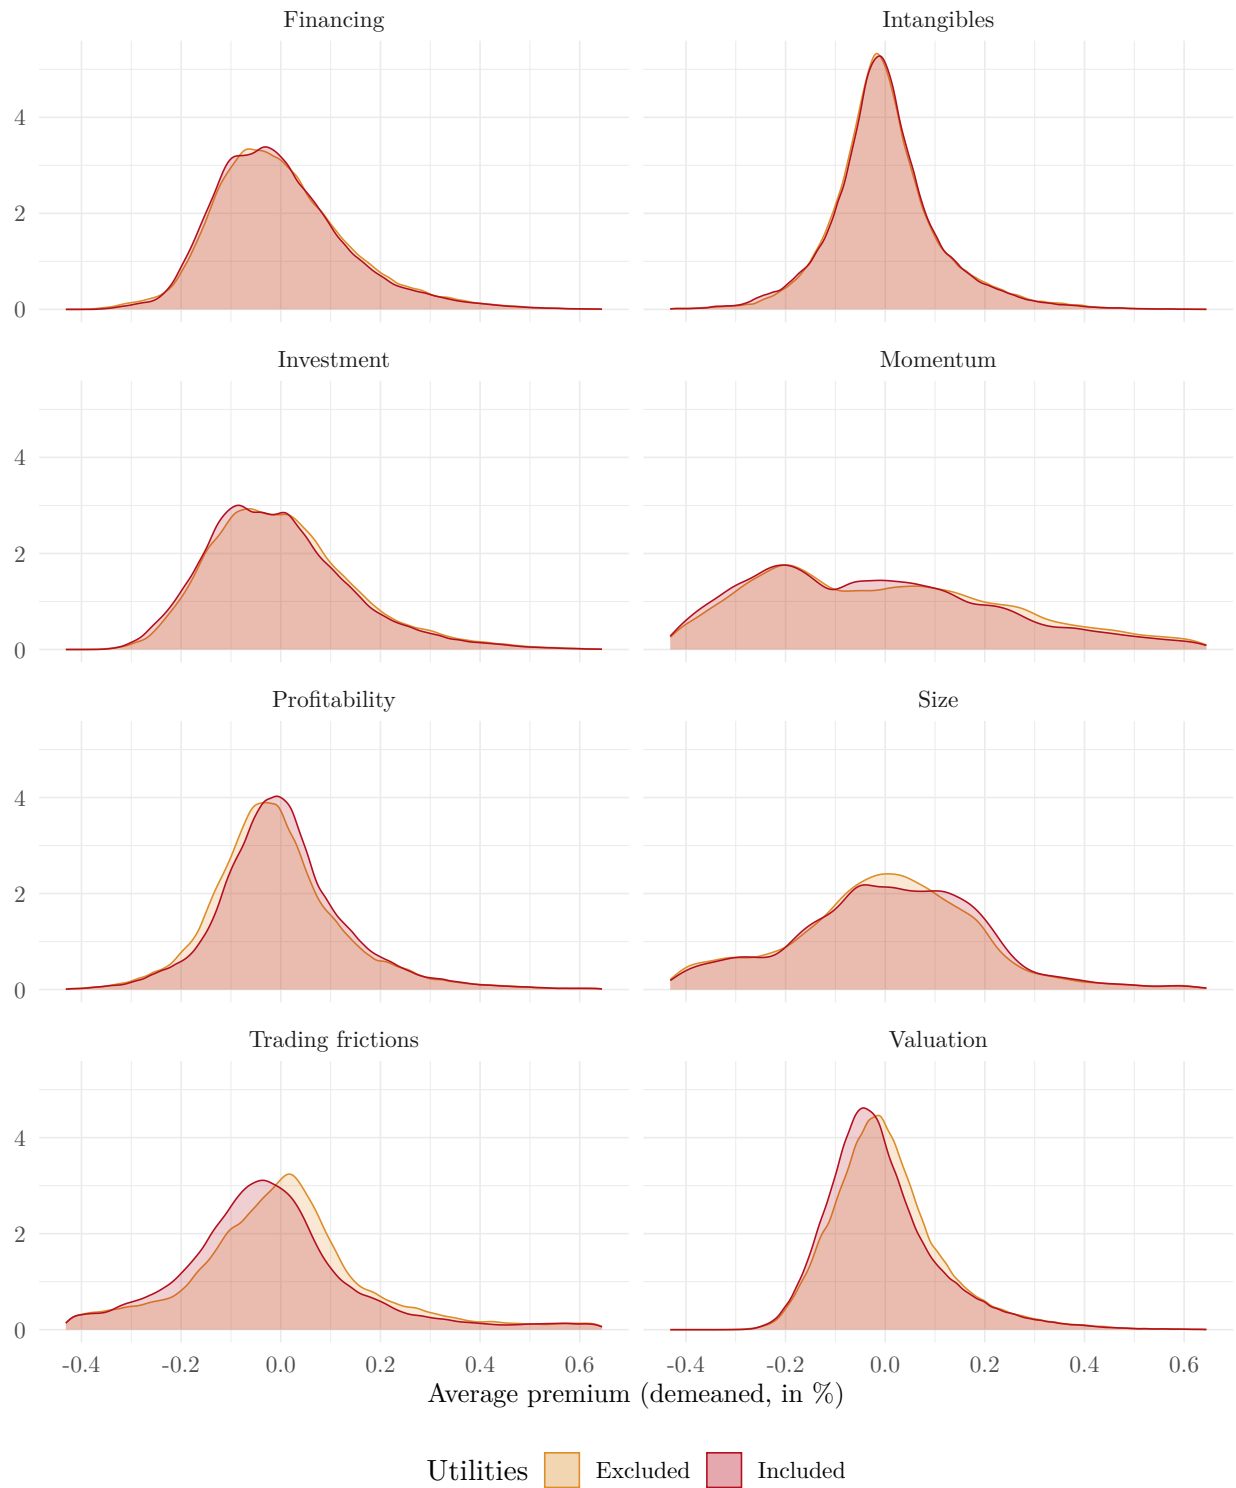 Financing
Intangibles
4
2
0
Investment
Momentum
4
2
0
Profitability
Size
4
2
0
Trading frictions
Valuation
4
2
0
-0.4 -0.2 0.0 0.2 0.4 0.6
-0.4 -0.2 0.0 0.2 0.4 0.6
Average premium (demeaned, in %)
Utilities Excluded Included